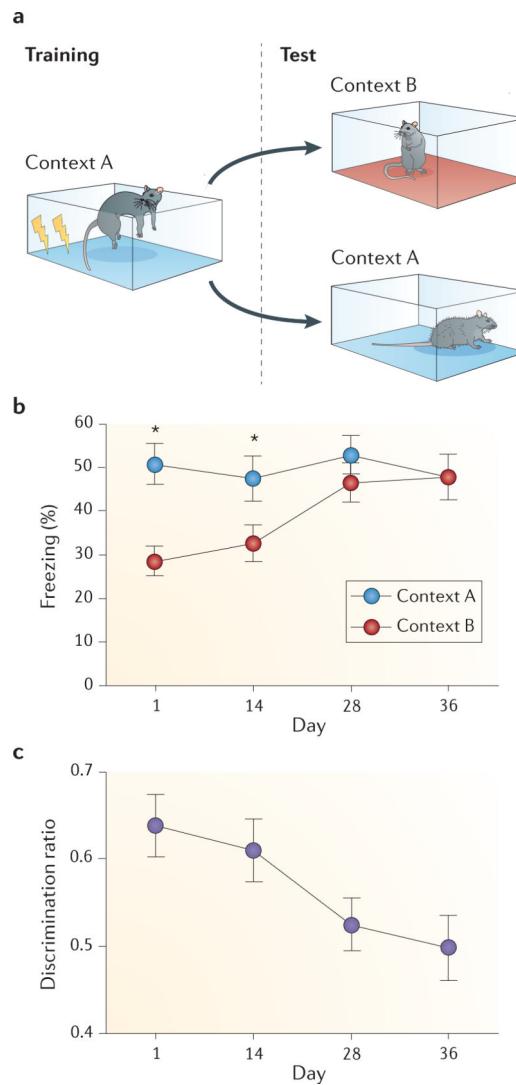 a
Training
Test
Context B
Context A
Context A
b
*
*
60
50
40
30
20
10
0
Freezing (%)
Context A
Context B
1
14
28
36
Day
c
0.7
0.6
0.5
0.4
Discrimination ratio
1
14
28
36
Day